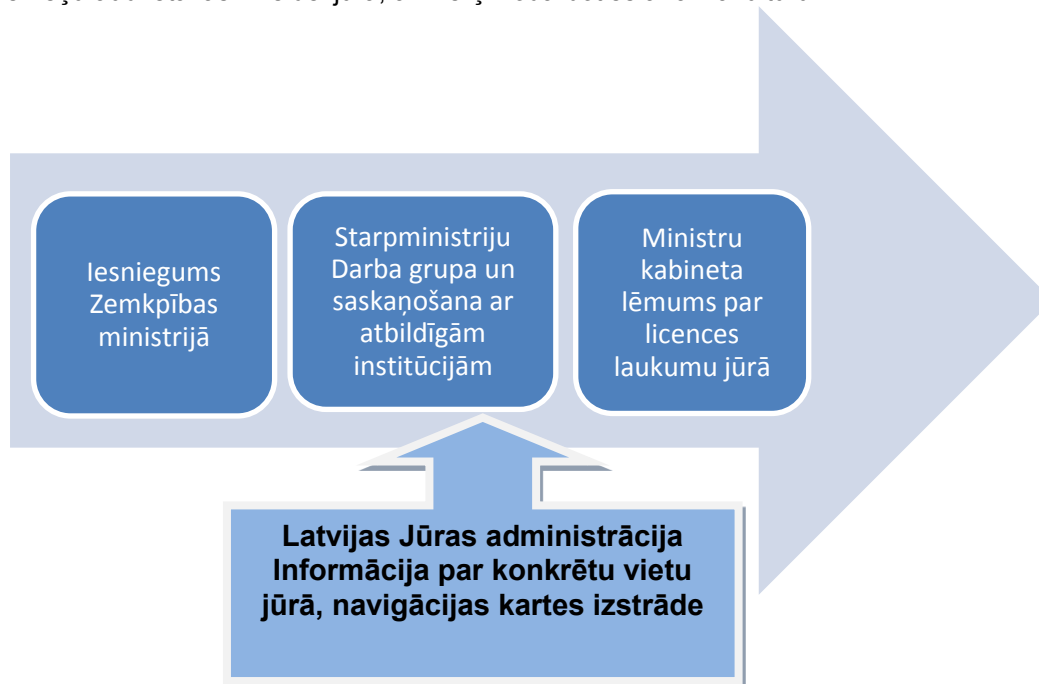 Iesniegums
Zemkpības
ministrijā
Starpministriju
Darba grupa un
saskaņošana ar
atbildīgām
institūcijām
Ministru
kabineta
lēmums par
licences
laukumu jūrā
Latvijas Jūras administrācija
Informācija par konkrētu vietu
jūrā, navigācijas kartes izstrāde